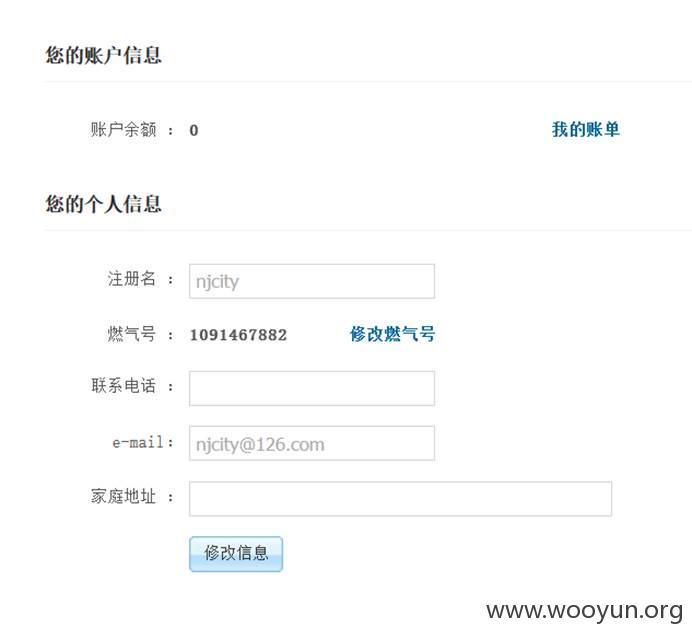 您的账户信息
账户余额 ： 0 我的账单
您的个人信息
注册名 ： njcity
燃气号 ： 1091467882 修改燃气号
联系电话 ：
e-mail： njcity@126.com
家庭地址 ：
修改信息
www.wooyun.org